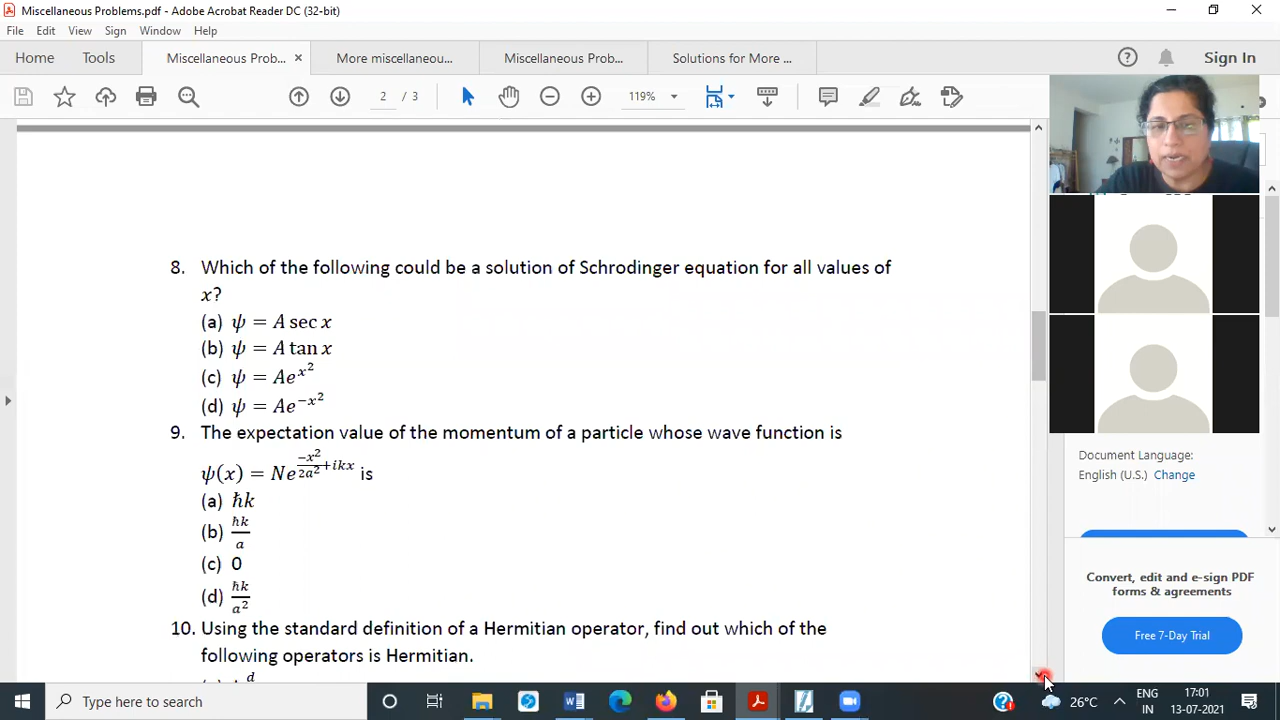 Miscellaneous Problems.pdf - Adobe Acrobat Reader DC (32-bit)
File Edit View Sign Window Help
Home Tools Miscellaneous Prob... × More miscellanou... Miscellaneous Prob... Solutions for More ... Sign In
2 / 3 119%
8. Which of the following could be a solution of Schrodinger equation for all values of
x?
(a) ψ = A sec x
(b) ψ = A tan x
(c) ψ = Ae^{x^2}
(d) ψ = Ae^{-x^2}
9. The expectation value of the momentum of a particle whose wave function is
ψ(x) = Ne^{\frac{-x^2}{2a^2}+ikx} is
(a) ħk
(b) \frac{ħk}{a}
(c) 0
(d) \frac{ħk}{a^2}
10. Using the standard definition of a Hermitian operator, find out which of the
following operators is Hermitian.
Document Language:
English (U.S.) Change
Convert, edit and e-sign PDF
forms & agreements
Free 7-Day Trial
Type here to search
26°C
ENG
IN
17:01
13-07-2021